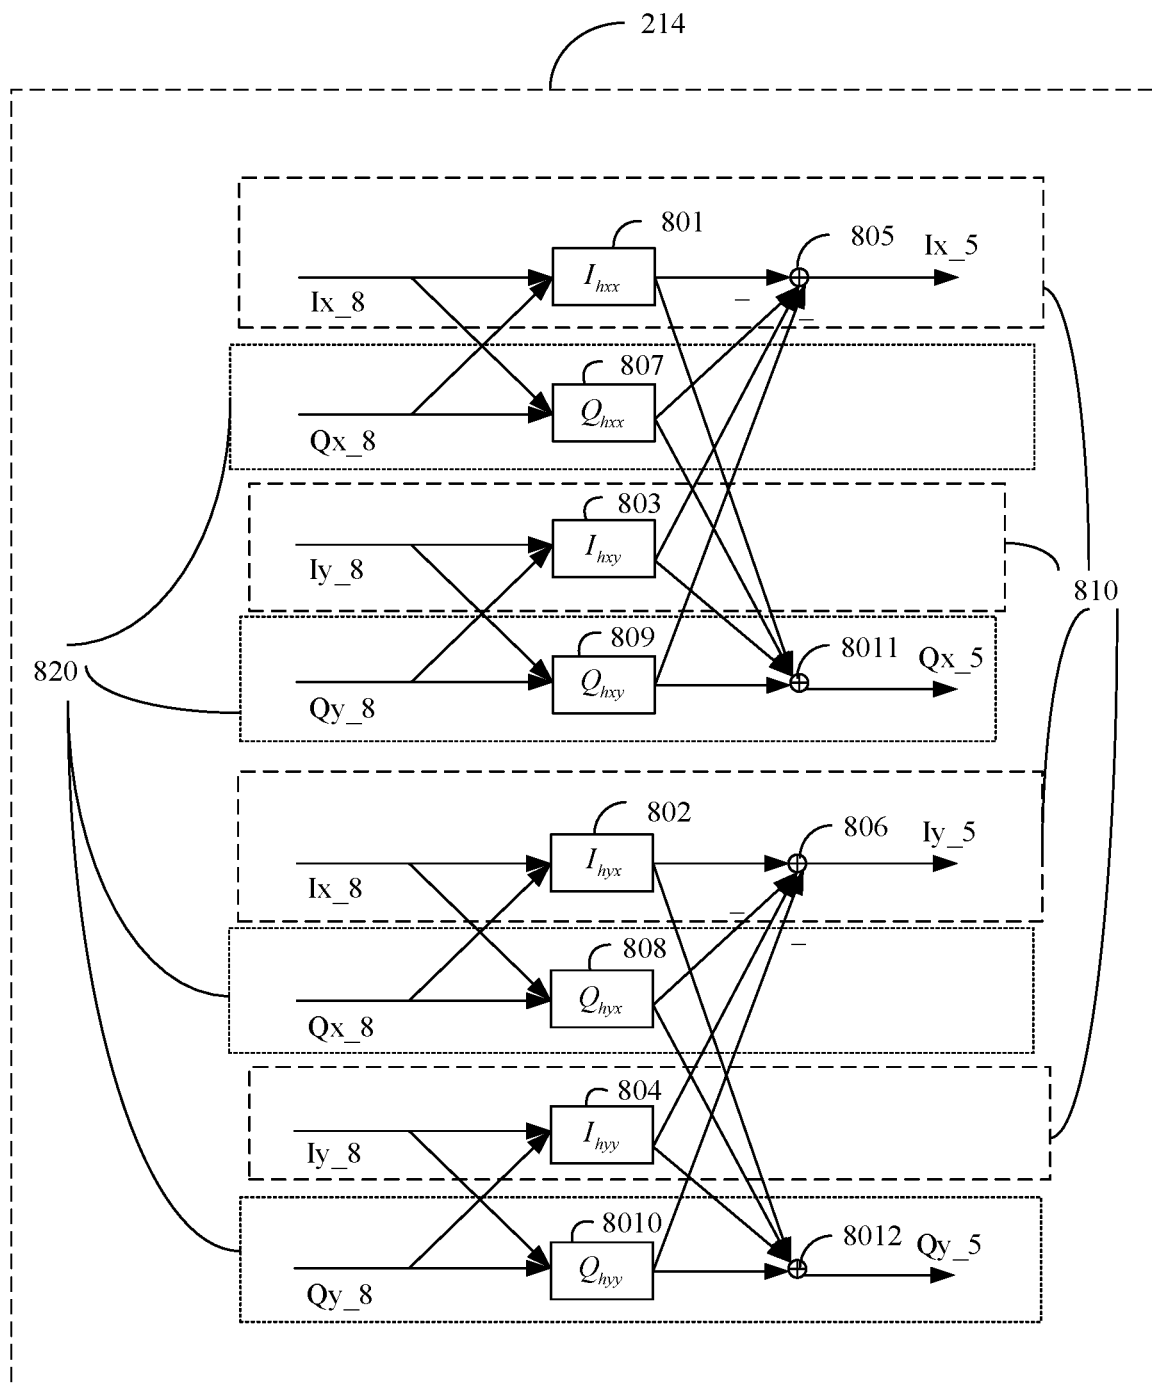 214
801
805
Ix_5
I_hxx
Ix_8
–
–
807
Q_hxx
Qx_8
803
I_hxy
Iy_8
810
809
8011
Qx_5
820
Q_hxy
Qy_8
802
806
Iy_5
I_hyx
Ix_8
–
–
808
Q_hyx
Qx_8
804
I_hyy
Iy_8
8010
8012
Qy_5
Q_hyy
Qy_8